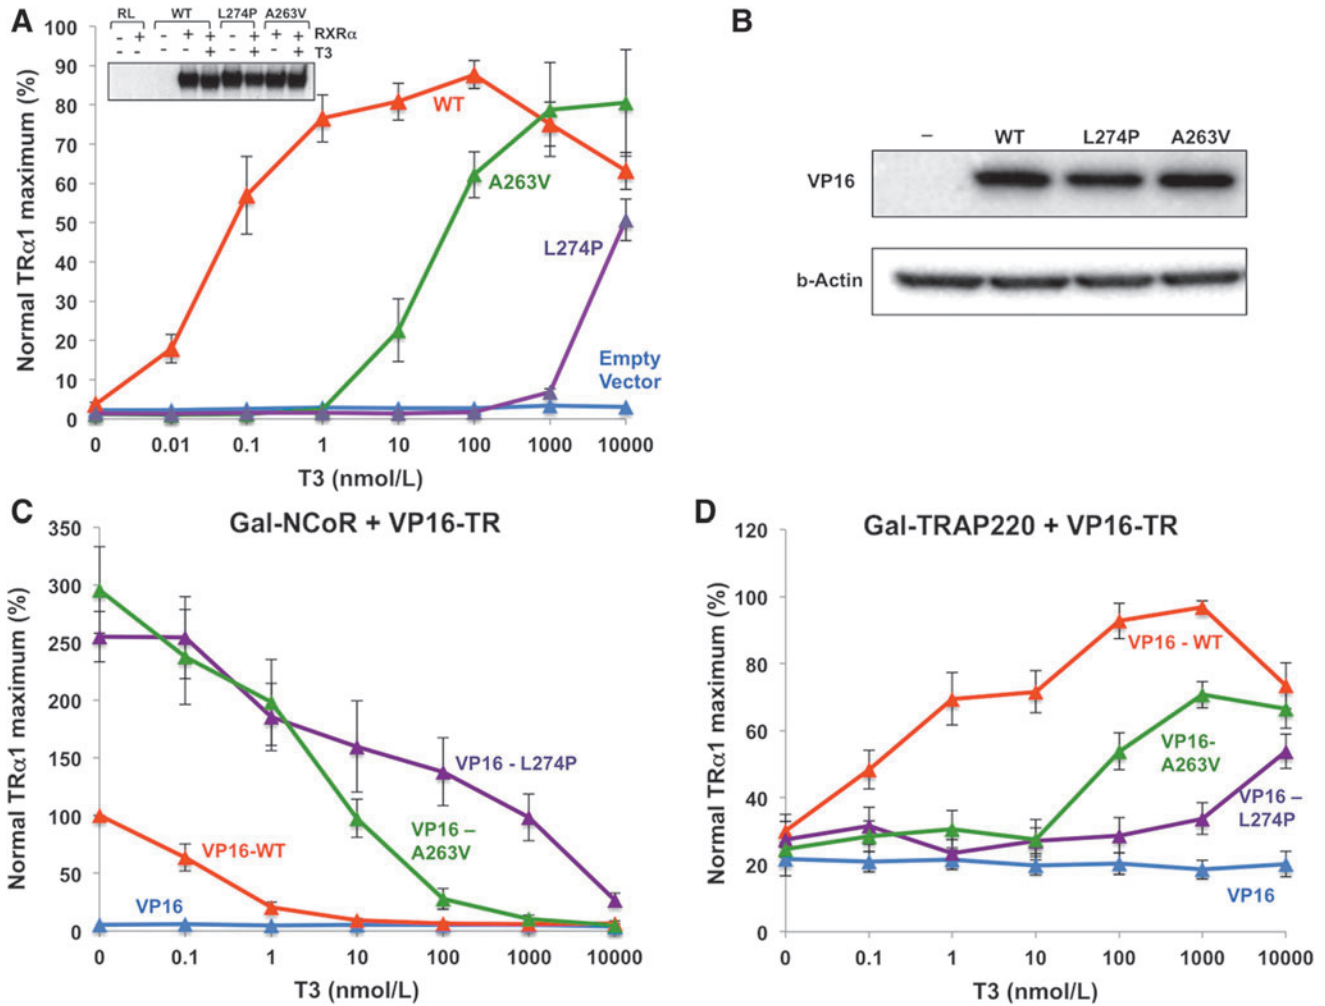 A
RL WT L274P A263V
- + - + + - + + + RXRα
- - - - + - + - + T3
Normal TRα1 maximum (%)
100
90
80
70
60
50
40
30
20
10
0
WT
A263V
L274P
Empty
Vector
0 0.01 0.1 1 10 100 1000 10000
T3 (nmol/L)
B
– WT L274P A263V
VP16
b-Actin
C
Gal-NCoR + VP16-TR
Normal TRα1 maximum (%)
350
300
250
200
150
100
50
0
VP16 - L274P
VP16 –
A263V
VP16-WT
VP16
0 0.1 1 10 100 1000 10000
T3 (nmol/L)
D
Gal-TRAP220 + VP16-TR
Normal TRα1 maximum (%)
120
100
80
60
40
20
0
VP16 - WT
VP16-
A263V
VP16 –
L274P
VP16
0 0.1 1 10 100 1000 10000
T3 (nmol/L)